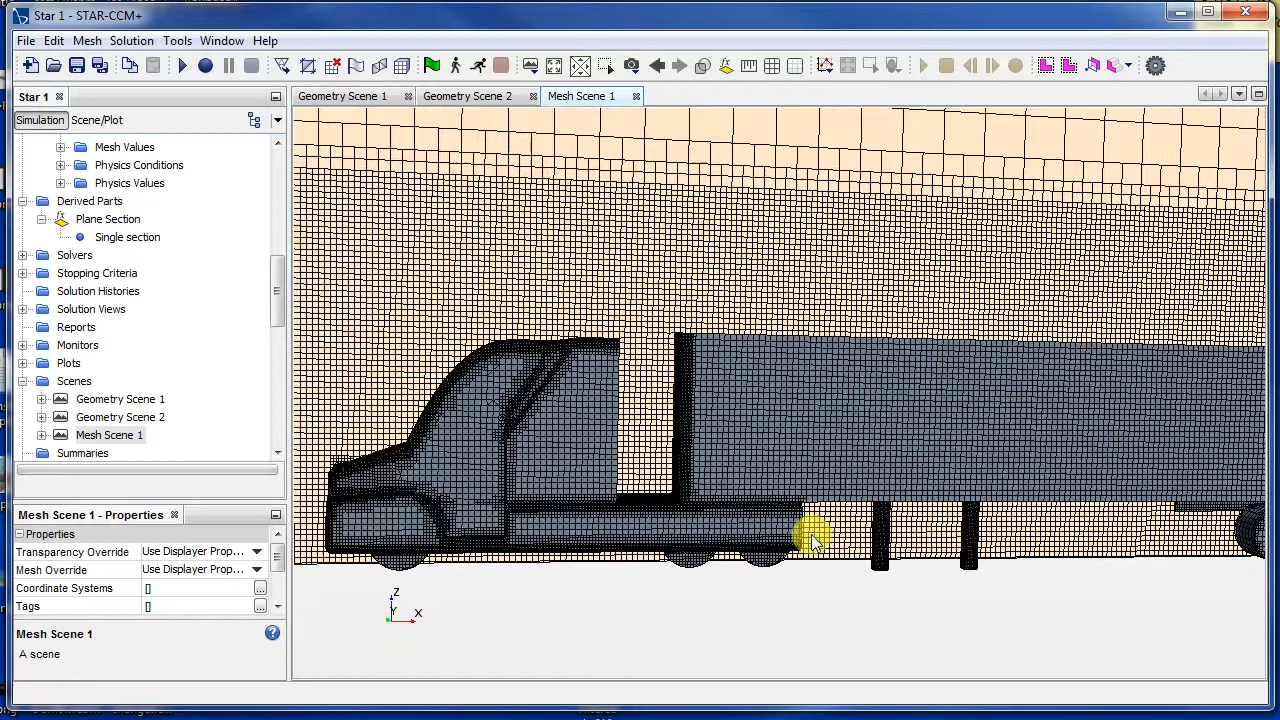 Star 1 - STAR-CCM+
File Edit Mesh Solution Tools Window Help
Star 1
Geometry Scene 1 Geometry Scene 2 Mesh Scene 1
Simulation Scene/Plot
Mesh Values
Physics Conditions
Physics Values
Derived Parts
fx Plane Section
Single section
Solvers
Stopping Criteria
Solution Histories
Solution Views
Reports
Monitors
Plots
Scenes
Geometry Scene 1
Geometry Scene 2
Mesh Scene 1
Summaries
Mesh Scene 1 - Properties
Properties
Transparency Override Use Displayer Prop...
Mesh Override Use Displayer Prop...
Coordinate Systems [] ...
Tags [] ...
Mesh Scene 1
A scene
Z
Y X